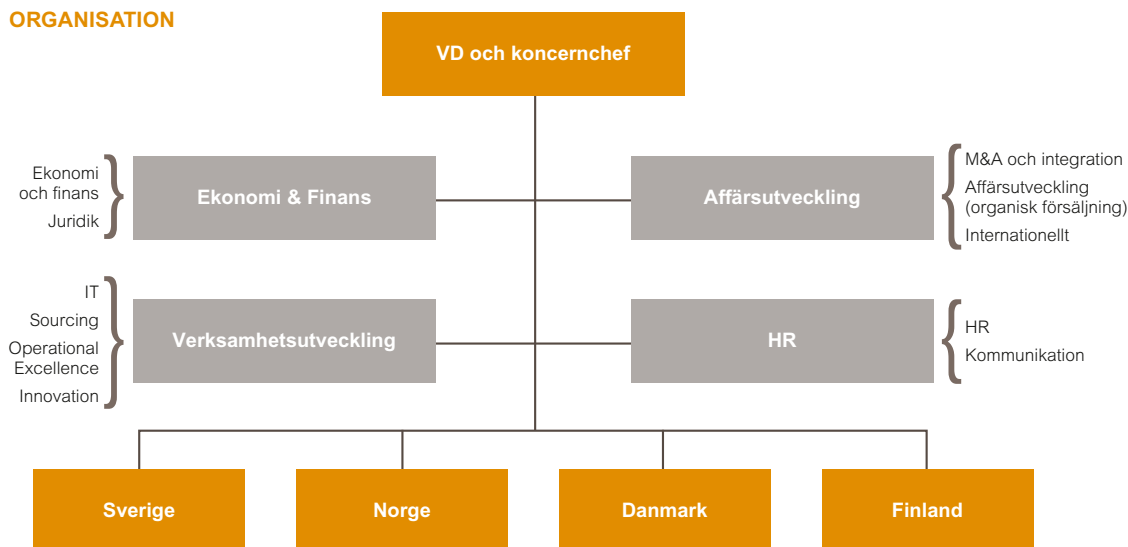 ORGANISATION
VD och koncernchef
Ekonomi
och finans
Juridik
Ekonomi & Finans
Affärsutveckling
M&A och integration
Affärsutveckling
(organisk försäljning)
Internationellt
IT
Sourcing
Operational
Excellence
Innovation
Verksamhetsutveckling
HR
HR
Kommunikation
Sverige
Norge
Danmark
Finland